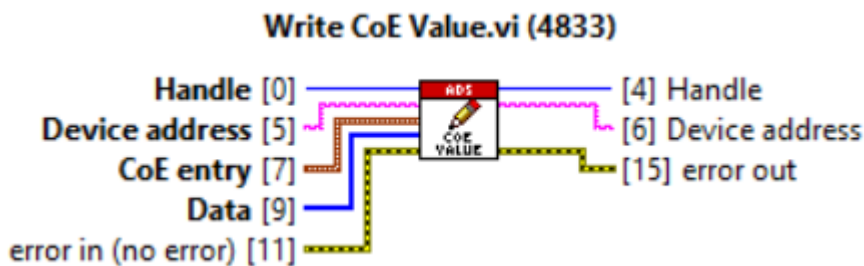 Write CoE Value.vi (4833)
Handle [0]
Device address [5]
CoE entry [7]
Data [9]
error in (no error) [11]
ADS
COE
VALUE
[4] Handle
[6] Device address
[15] error out